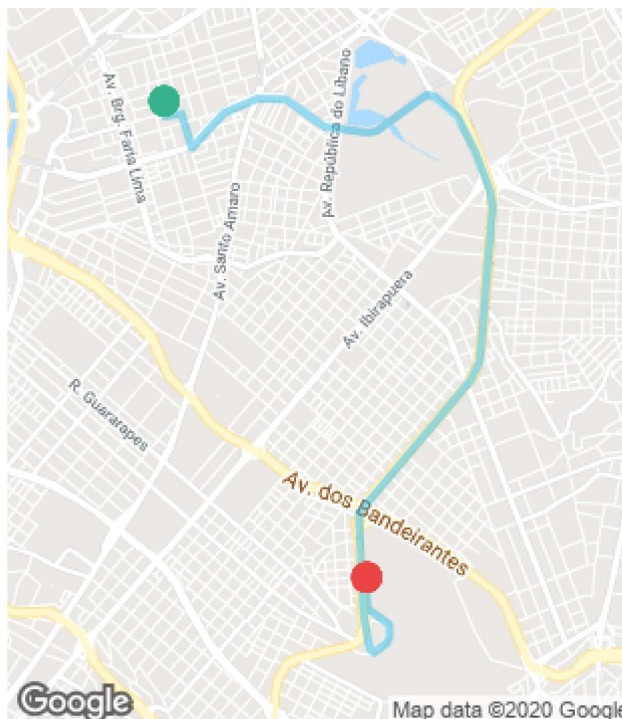 Av. Brg. Faria Lima
Av. República do Líbano
Av. Santo Amaro
Av. Ibirapuera
R. Guararapes
Av. dos Bandeirantes
Google
Map data ©2020 Google